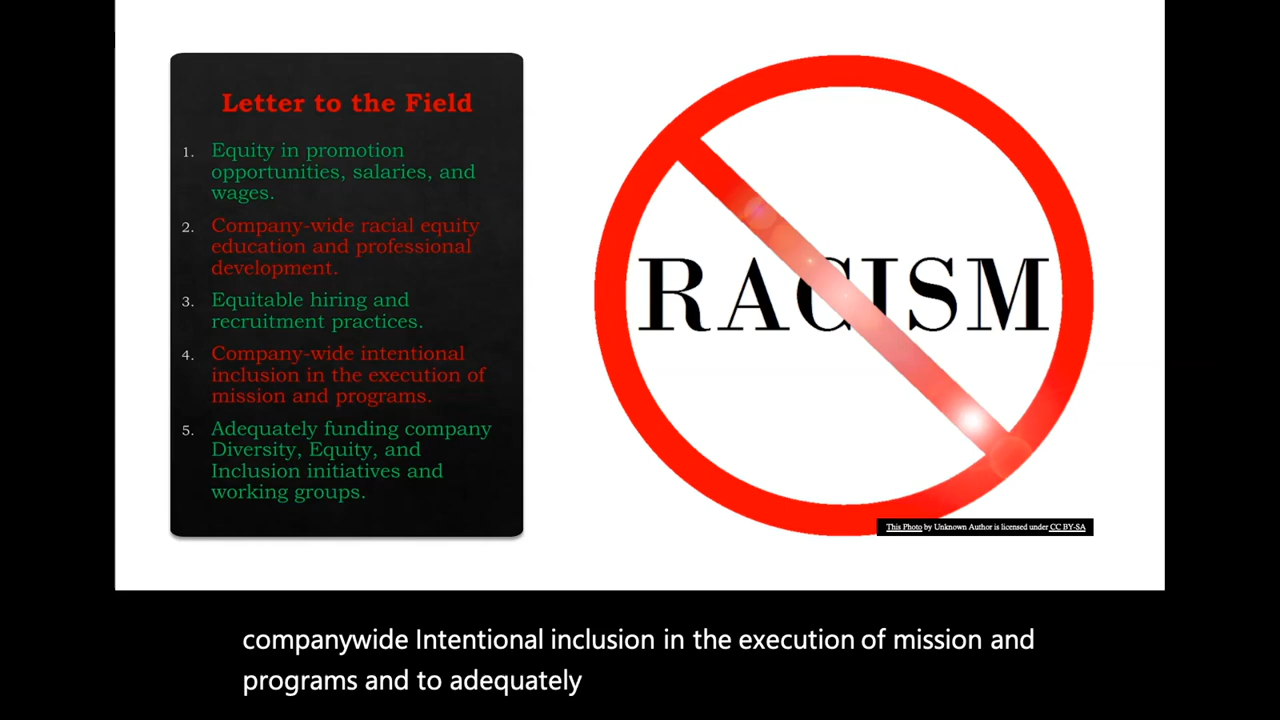 Letter to the Field
1. Equity in promotion
opportunities, salaries, and
wages.
2. Company-wide racial equity
education and professional
development.
3. Equitable hiring and
recruitment practices.
4. Company-wide intentional
inclusion in the execution of
mission and programs.
5. Adequately funding company
Diversity, Equity, and
Inclusion initiatives and
working groups.
RACISM
This Photo by Unknown Author is licensed under CC BY-SA
companywide Intentional inclusion in the execution of mission and
programs and to adequately